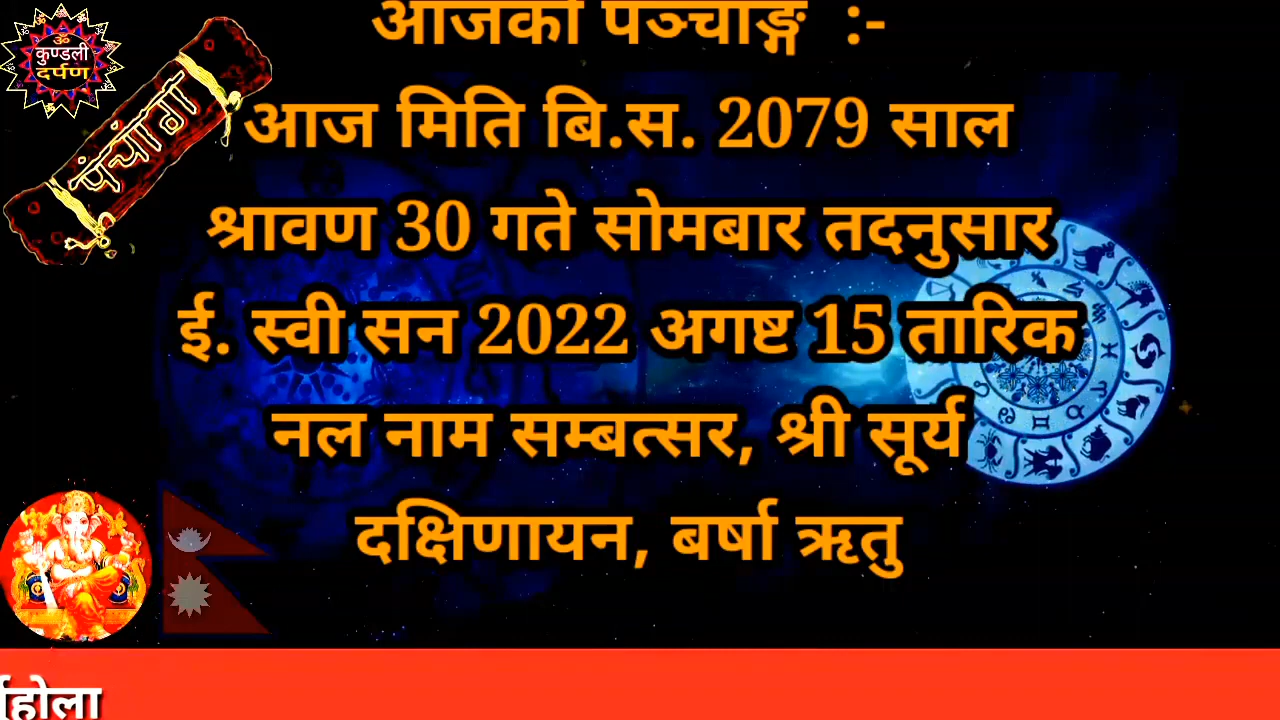 आजको पञ्चाङ्ग :-
ॐ
कुण्डली
दर्पण
पंचांग
आज मिति बि.स. 2079 साल
श्रावण 30 गते सोमबार तदनुसार
ई. स्वी सन 2022 अगष्ट 15 तारिक
नल नाम सम्बत्सर, श्री सूर्य
दक्षिणायन, बर्षा ऋतु